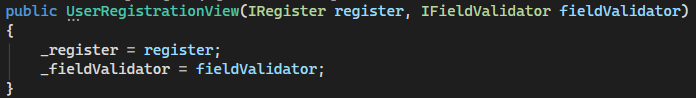 public UserRegistrationView(IRegister register, IFieldValidator fieldValidator)
{
_register = register;
_fieldValidator = fieldValidator;
}